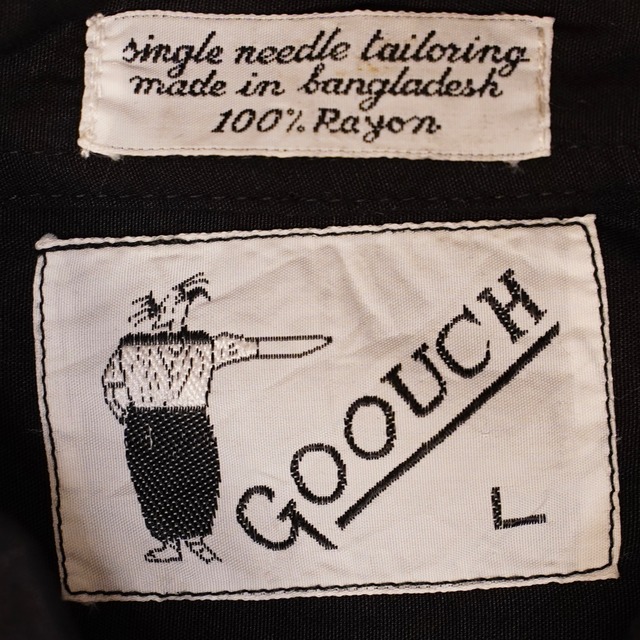 single needle tailoring
made in bangladesh
100% Rayon
GOOUCH
L